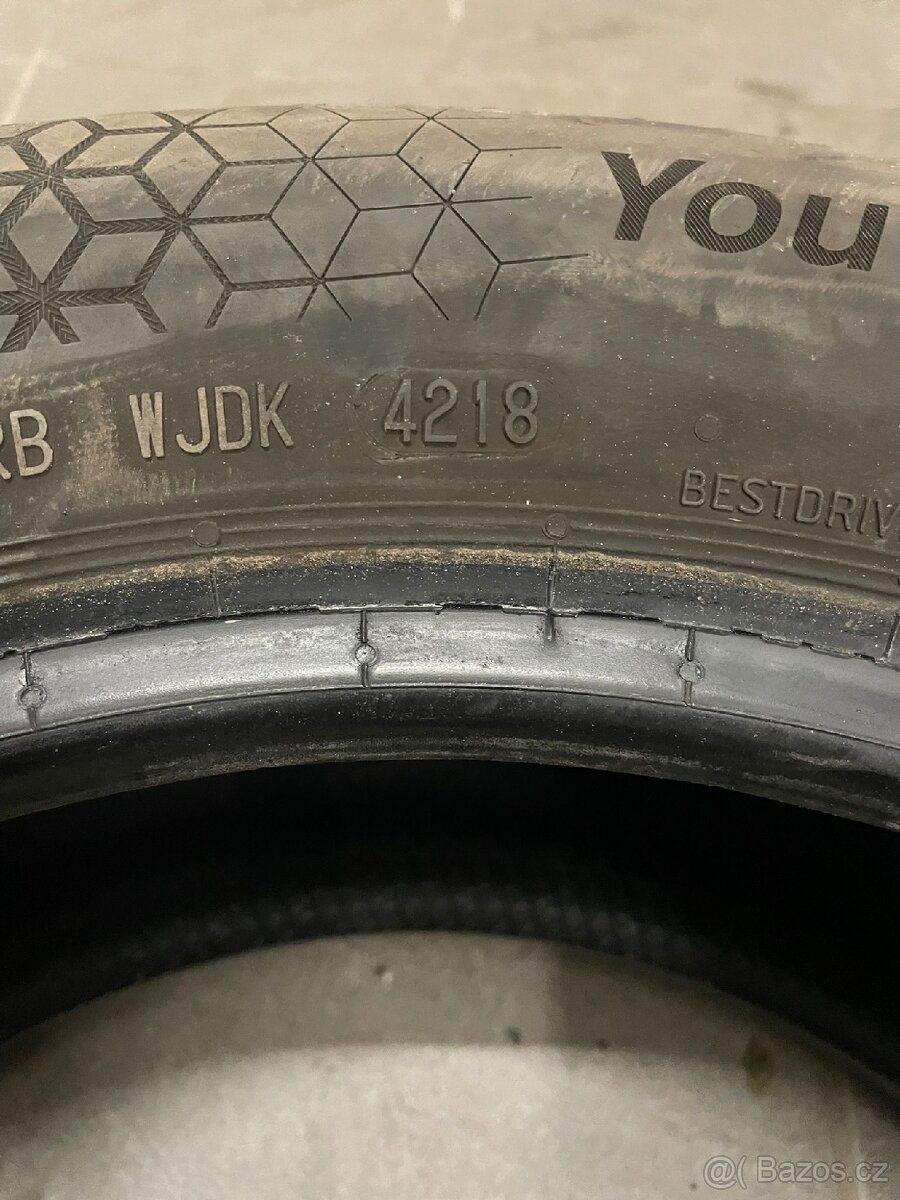 You
RB WJDK 4218
BESTDRIV
@( Bazos.cz